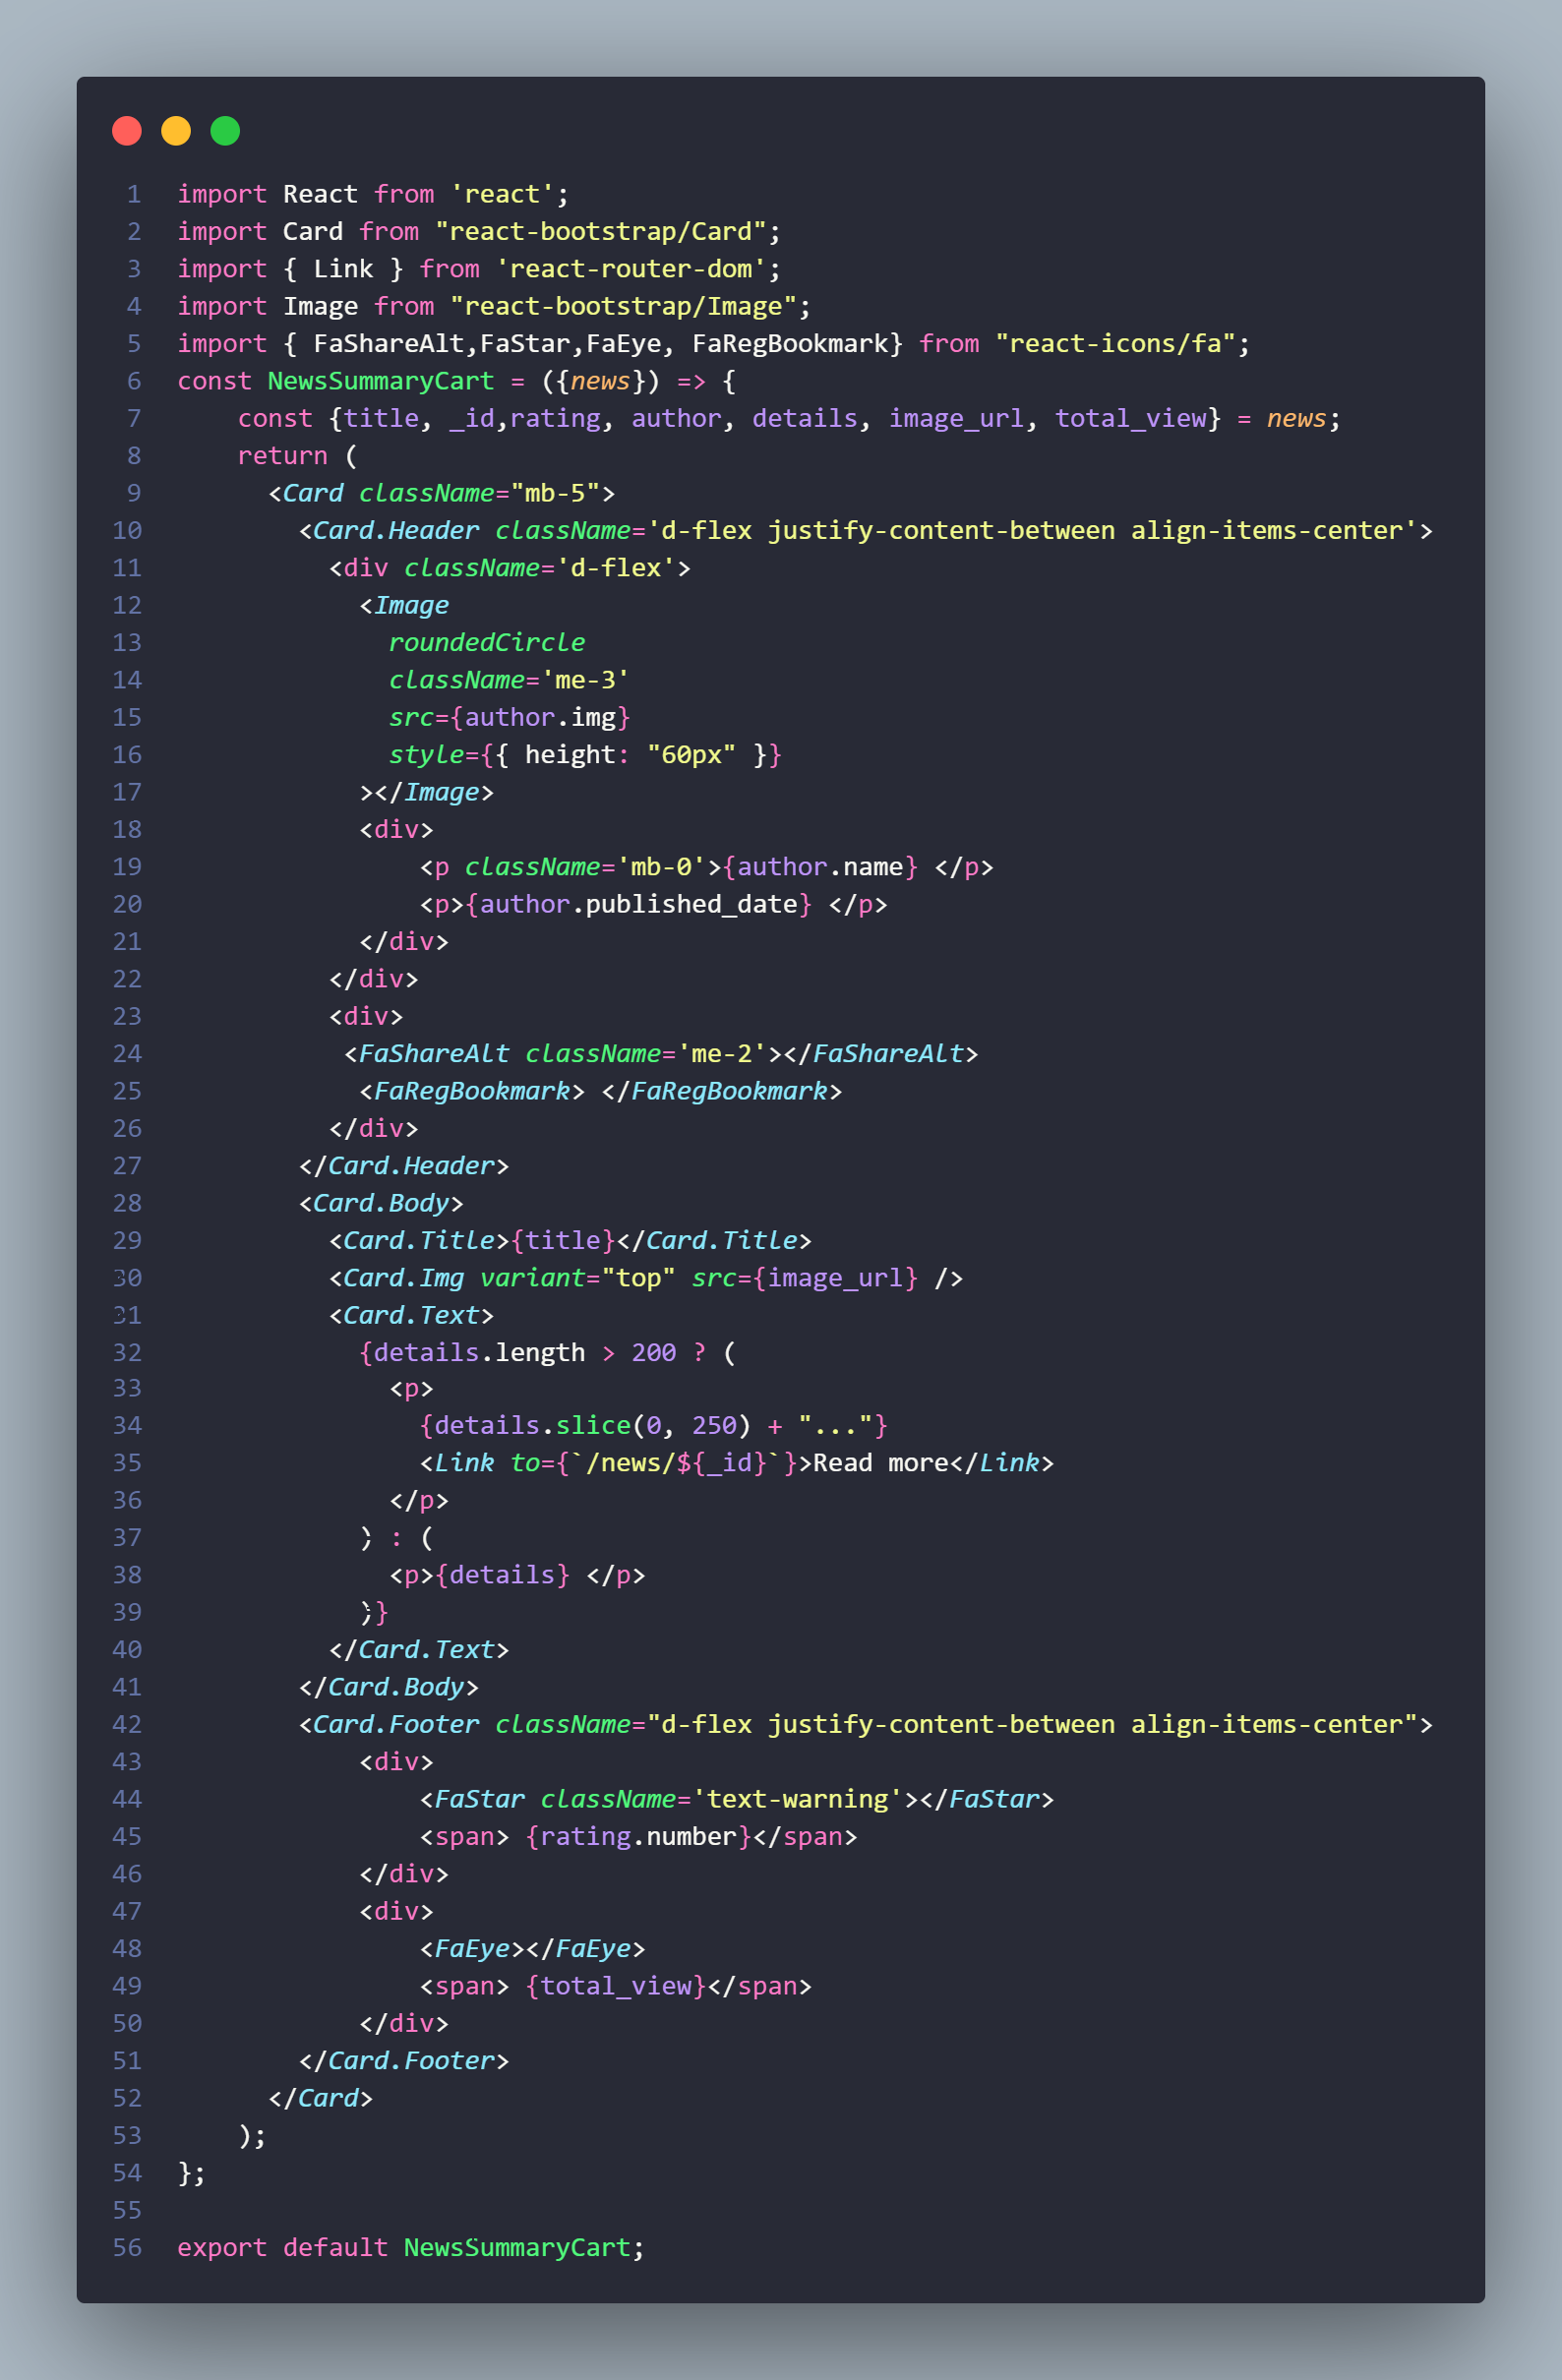 1 import React from 'react';
2 import Card from "react-bootstrap/Card";
3 import { Link } from 'react-router-dom';
4 import Image from "react-bootstrap/Image";
5 import { FaShareAlt,FaStar,FaEye, FaRegBookmark} from "react-icons/fa";
6 const NewsSummaryCart = ({news}) => {
7     const {title, _id,rating, author, details, image_url, total_view} = news;
8     return (
9       <Card className="mb-5">
10         <Card.Header className='d-flex justify-content-between align-items-center'>
11           <div className='d-flex'>
12             <Image
13               roundedCircle
14               className='me-3'
15               src={author.img}
16               style={{ height: "60px" }}
17             ></Image>
18             <div>
19                 <p className='mb-0'>{author.name} </p>
20                 <p>{author.published_date} </p>
21             </div>
22           </div>
23           <div>
24            <FaShareAlt className='me-2'></FaShareAlt>
25             <FaRegBookmark> </FaRegBookmark>
26           </div>
27         </Card.Header>
28         <Card.Body>
29           <Card.Title>{title}</Card.Title>
30           <Card.Img variant="top" src={image_url} />
31           <Card.Text>
32             {details.length > 200 ? (
33               <p>
34                 {details.slice(0, 250) + "..."}
35                 <Link to={`/news/${_id}`}>Read more</Link>
36               </p>
37             ) : (
38               <p>{details} </p>
39             )}
40           </Card.Text>
41         </Card.Body>
42         <Card.Footer className="d-flex justify-content-between align-items-center">
43             <div>
44                 <FaStar className='text-warning'></FaStar>
45                 <span> {rating.number}</span>
46             </div>
47             <div>
48                 <FaEye></FaEye>
49                 <span> {total_view}</span>
50             </div>
51         </Card.Footer>
52       </Card>
53     );
54 };
55
56 export default NewsSummaryCart;